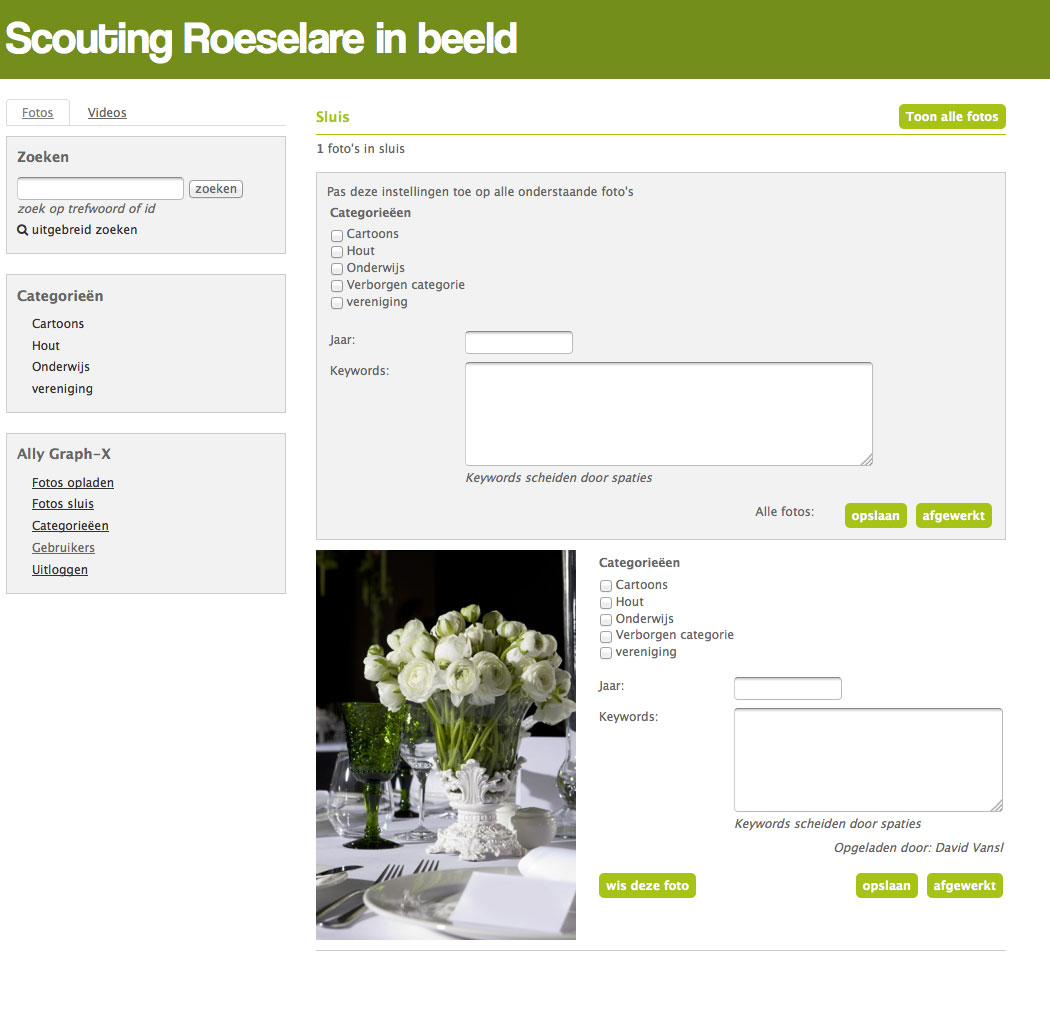 Scouting Roeselare in beeld
Fotos
Videos
Zoeken
zoeken
zoek op trefwoord of id
uitgebreid zoeken
Categorieën
Cartoons
Hout
Onderwijs
vereniging
Ally Graph-X
Fotos opladen
Fotos sluis
Categorieëen
Gebruikers
Uitloggen
Sluis
Toon alle fotos
1 foto's in sluis
Pas deze instellingen toe op alle onderstaande foto's
Categorieëen
Cartoons
Hout
Onderwijs
Verborgen categorie
vereniging
Jaar:
Keywords:
Keywords scheiden door spaties
Alle fotos:
opslaan
afgewerkt
Categorieëen
Cartoons
Hout
Onderwijs
Verborgen categorie
vereniging
Jaar:
Keywords:
Keywords scheiden door spaties
Opgeladen door: David Vansl
wis deze foto
opslaan
afgewerkt